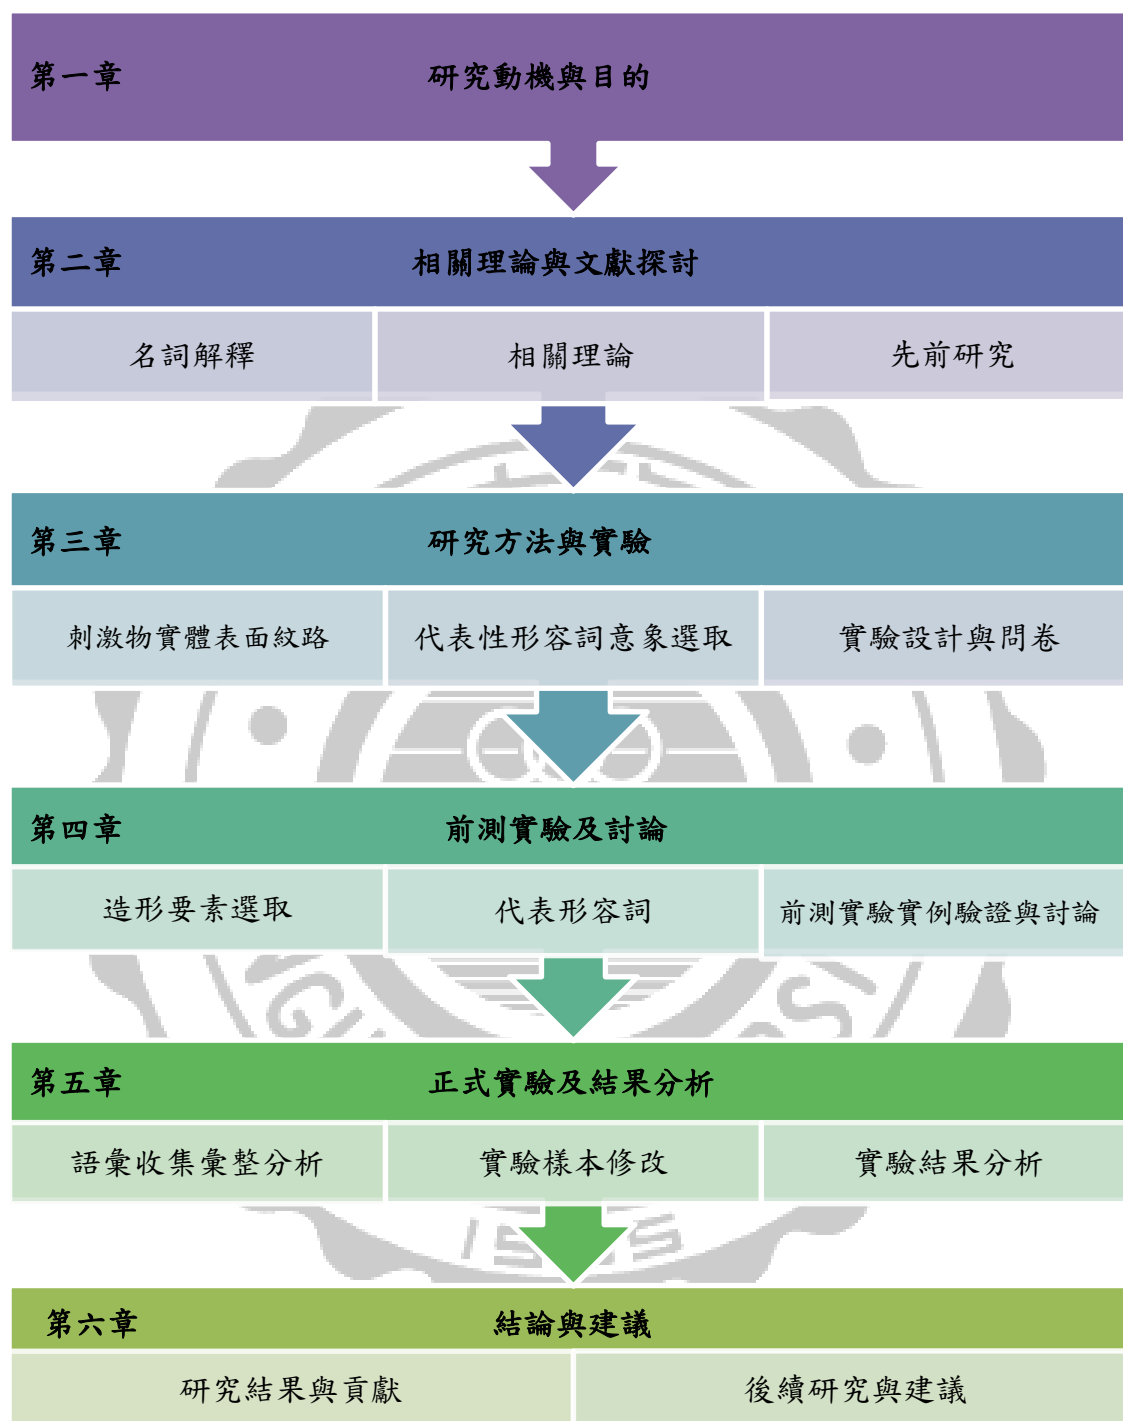 第一章 研究動機與目的
第二章 相關理論與文獻探討
名詞解釋 相關理論 先前研究
第三章 研究方法與實驗
刺激物實體表面紋路 代表性形容詞意象選取 實驗設計與問卷
第四章 前測實驗及討論
造形要素選取 代表形容詞 前測實驗實例驗證與討論
第五章 正式實驗及結果分析
語彙收集彙整分析 實驗樣本修改 實驗結果分析
第六章 結論與建議
研究結果與貢獻 後續研究與建議